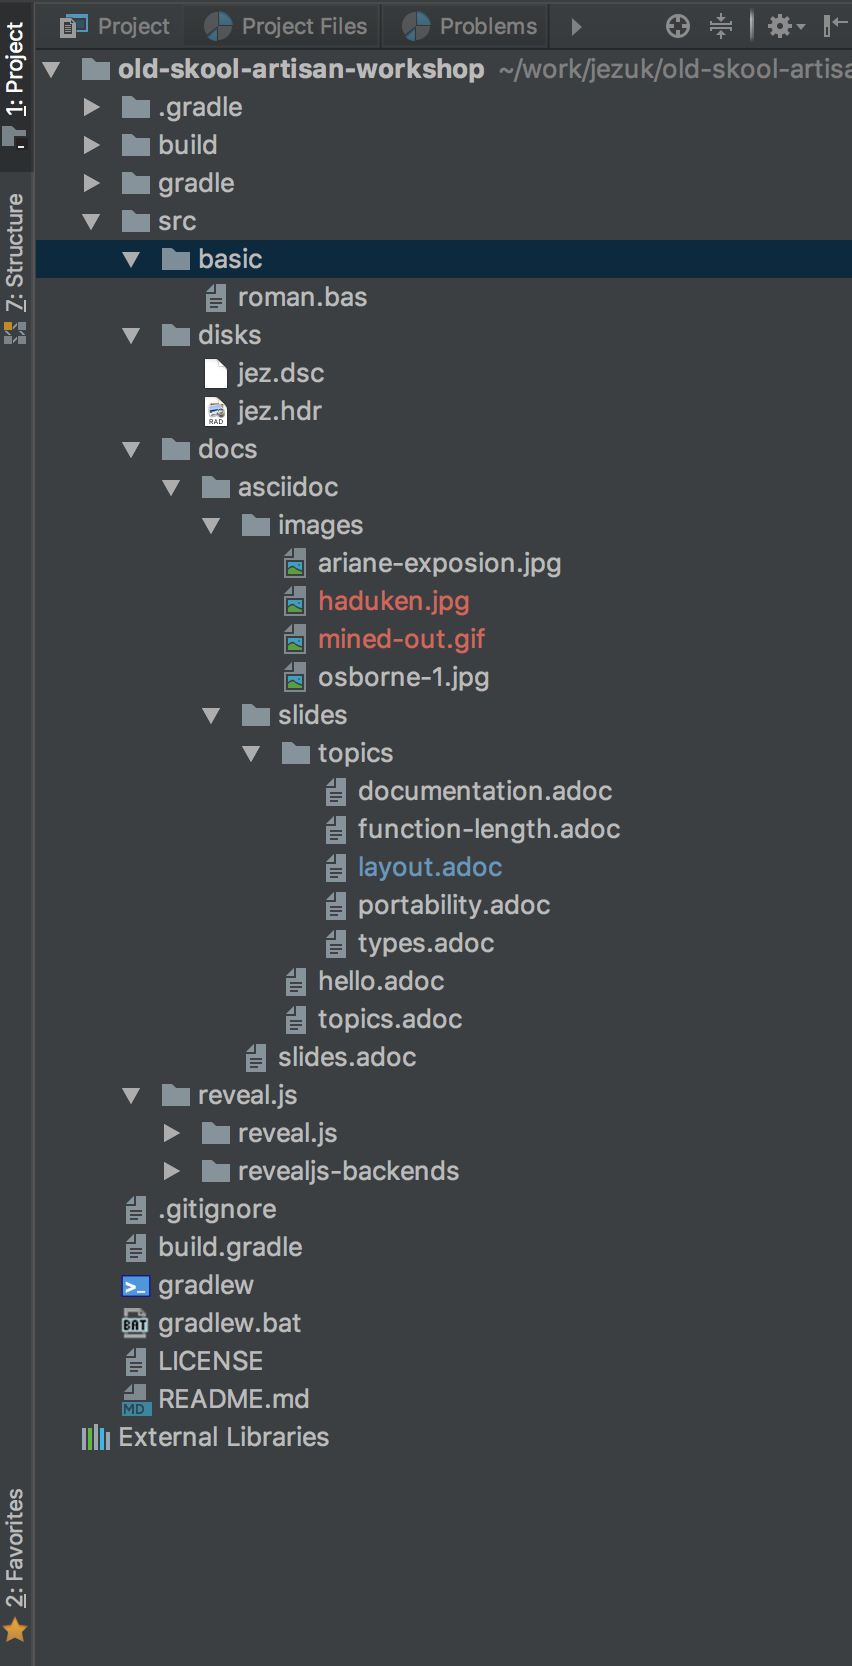 Project Project Files Problems
old-skool-artisan-workshop ~/work/jezuk/old-skool-artisa
.gradle
build
gradle
src
basic
roman.bas
disks
jez.dsc
RAD jez.hdr
docs
asciidoc
images
ariane-exposion.jpg
haduken.jpg
mined-out.gif
osborne-1.jpg
slides
topics
documentation.adoc
function-length.adoc
layout.adoc
portability.adoc
types.adoc
hello.adoc
topics.adoc
slides.adoc
reveal.js
reveal.js
revealjs-backends
.gitignore
build.gradle
>_ gradlew
BAT gradlew.bat
LICENSE
MD README.md
External Libraries
1: Project
7: Structure
2: Favorites